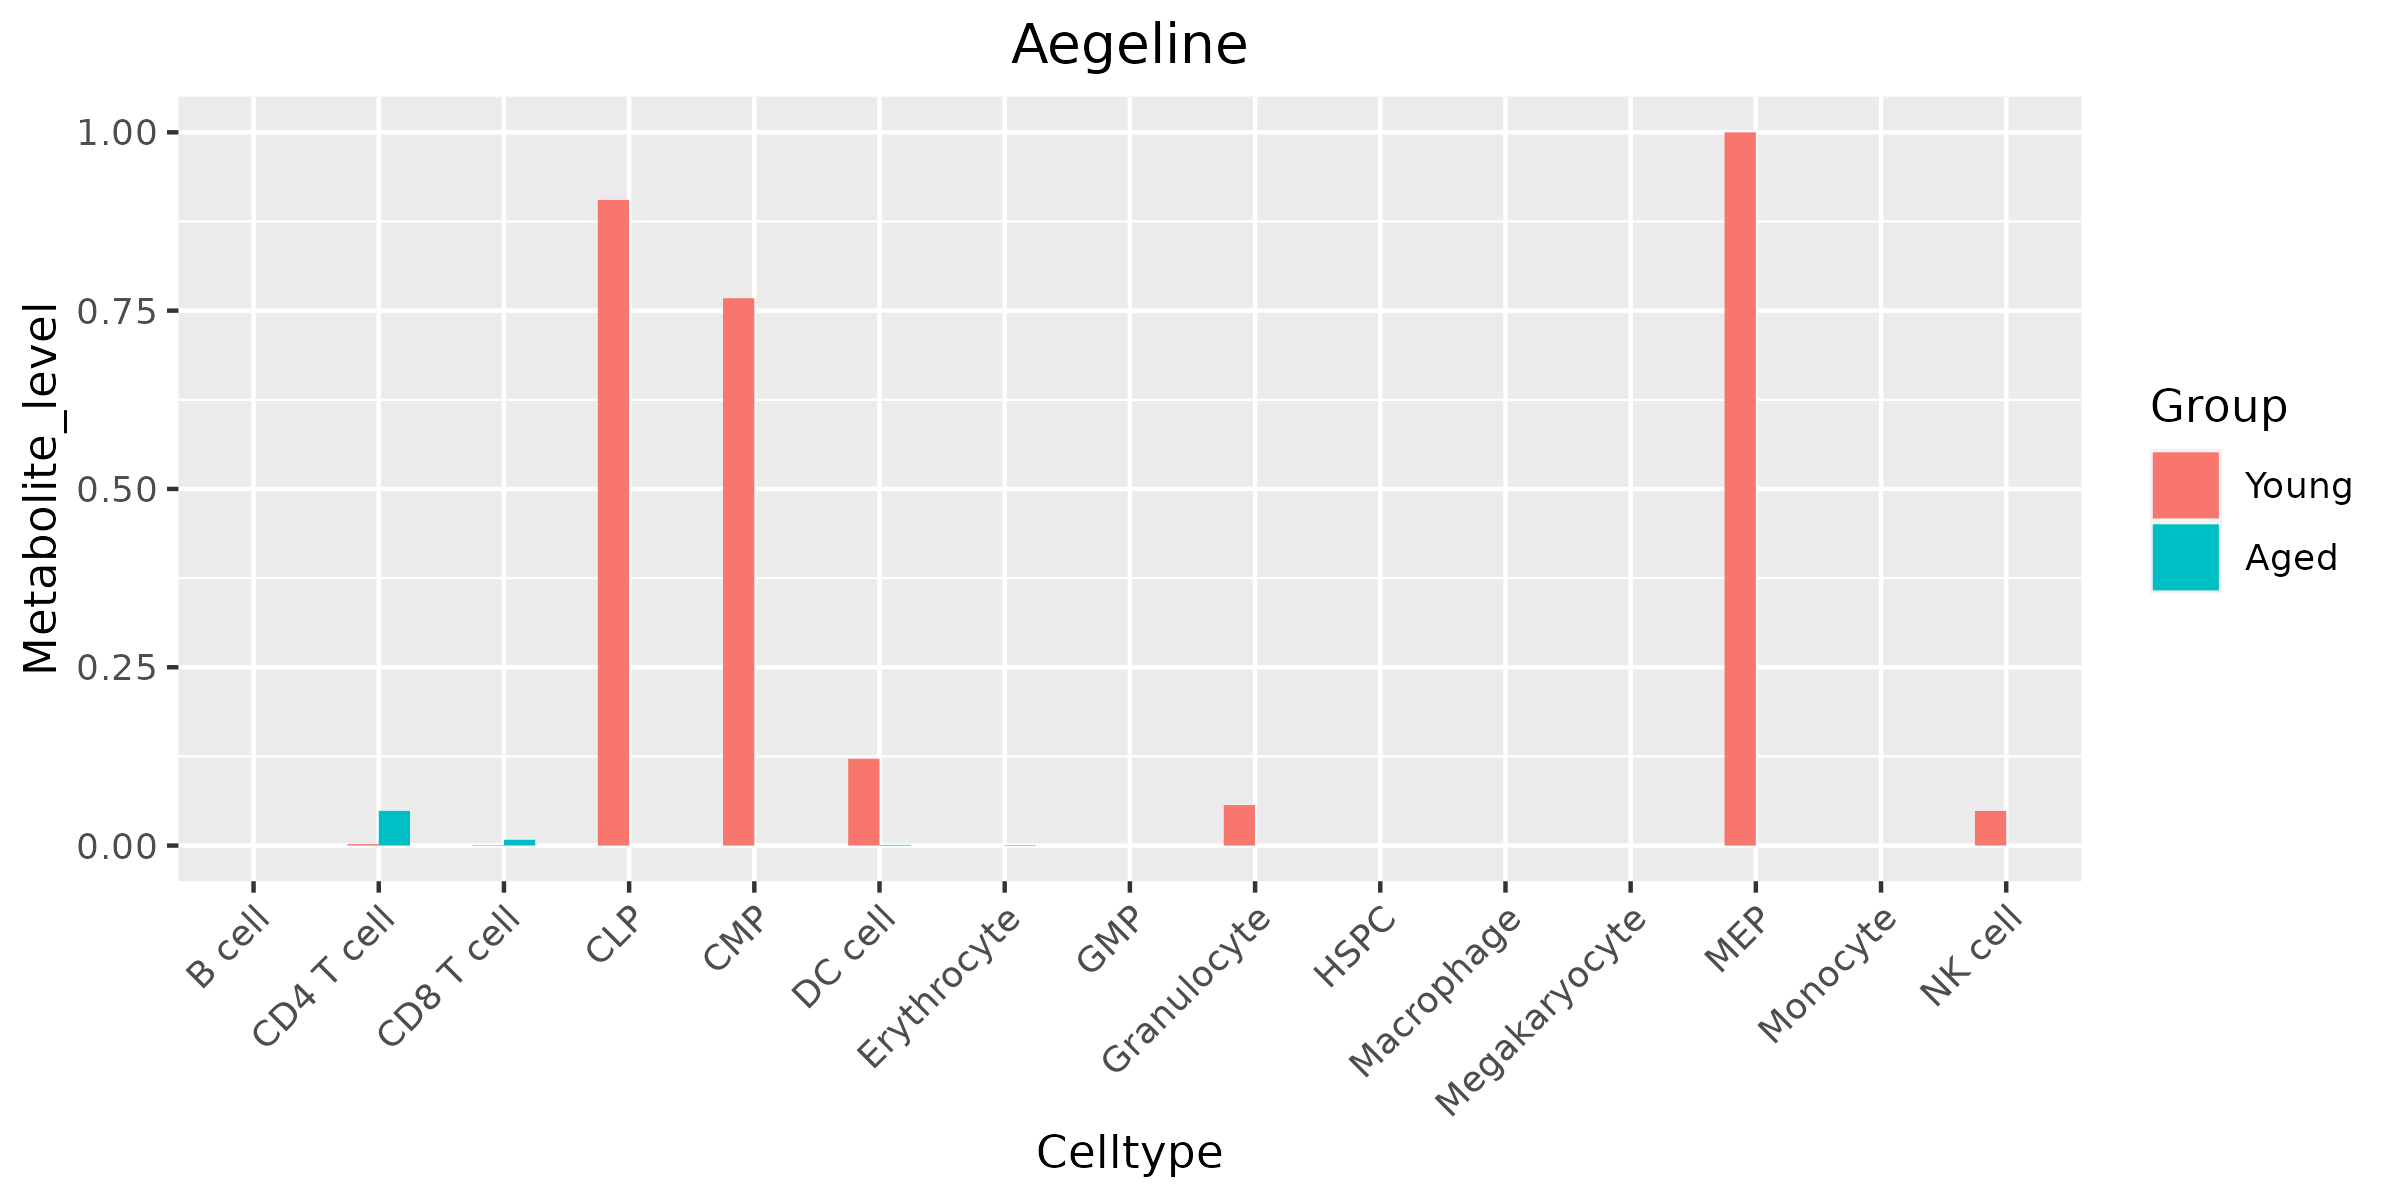 Aegeline
Metabolite_level
1.00
0.75
0.50
0.25
0.00
B cell
CD4 T cell
CD8 T cell
CLP
CMP
DC cell
Erythrocyte
GMP
Granulocyte
HSPC
Macrophage
Megakaryocyte
MEP
Monocyte
NK cell
Celltype
Group
Young
Aged